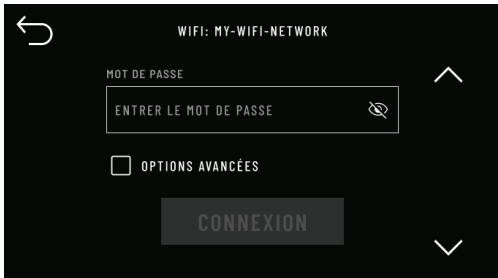 WIFI: MY-WIFI-NETWORK
MOT DE PASSE
ENTRER LE MOT DE PASSE
OPTIONS AVANCÉES
CONNEXION